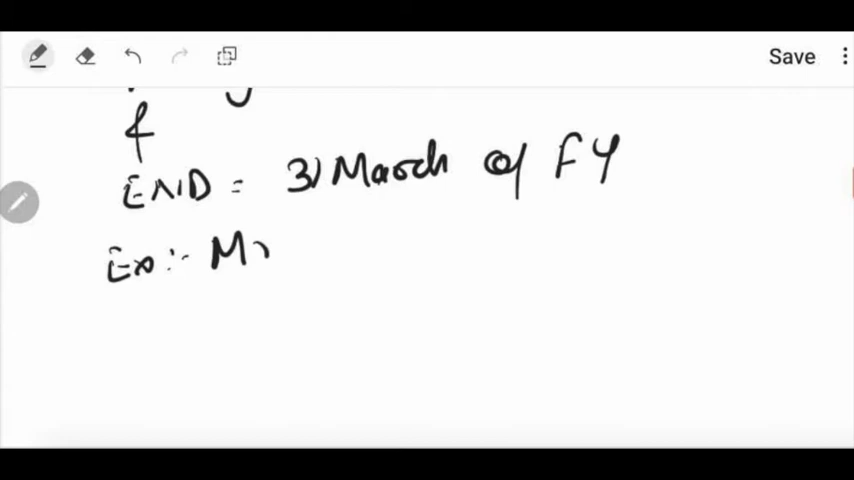 Save
&
END = 31 March of FY
Ex :-